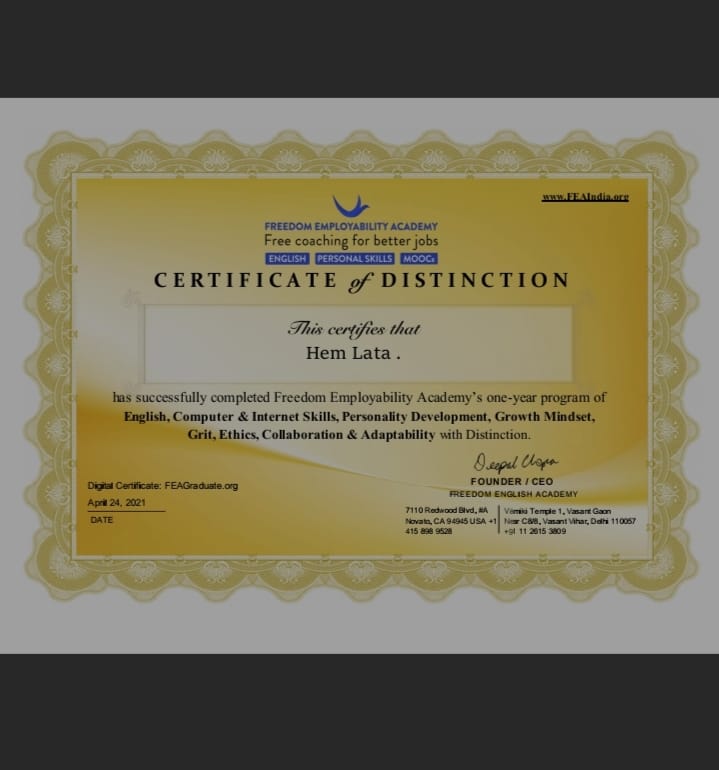 www.FEAIndia.org
FREEDOM EMPLOYABILITY ACADEMY
Free coaching for better jobs
ENGLISH PERSONAL SKILLS MOOCs
CERTIFICATE of DISTINCTION
This certifies that
Hem Lata .
has successfully completed Freedom Employability Academy's one-year program of
English, Computer & Internet Skills, Personality Development, Growth Mindset,
Grit, Ethics, Collaboration & Adaptability with Distinction.
Deepak Chopra
FOUNDER / CEO
FREEDOM ENGLISH ACADEMY
Digital Certificate: FEAGraduate.org
April 24, 2021
DATE
7110 Redwood Blvd., #A
Novato, CA 94945 USA +1
415 898 9528
Vémiki Temple 1, Vasant Gaon
Near C8/8, Vasant Vihar, Delhi 110057
+91 11 2615 3809